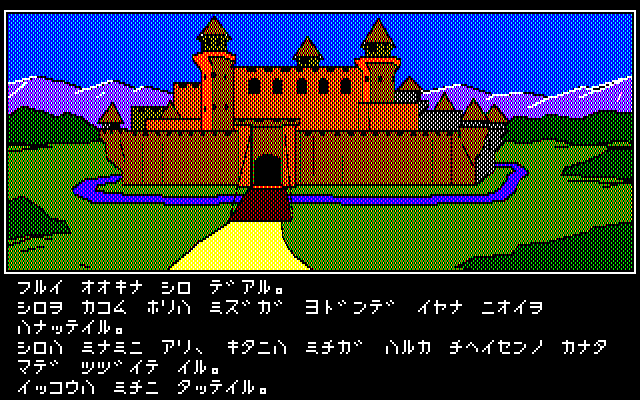 フルイ オオキナ シロ デアル。
シロヲ カコム ホリハ ミズガ ヨドンデ イヤナ ニオイヲ
ハナッテイル。
シロハ ミナミニ アリ、 キタニハ ミチガ ハルカ チヘイセンノ カナタ
マデ ツヅイテ イル。
イッコウハ ミチニ タッテイル。